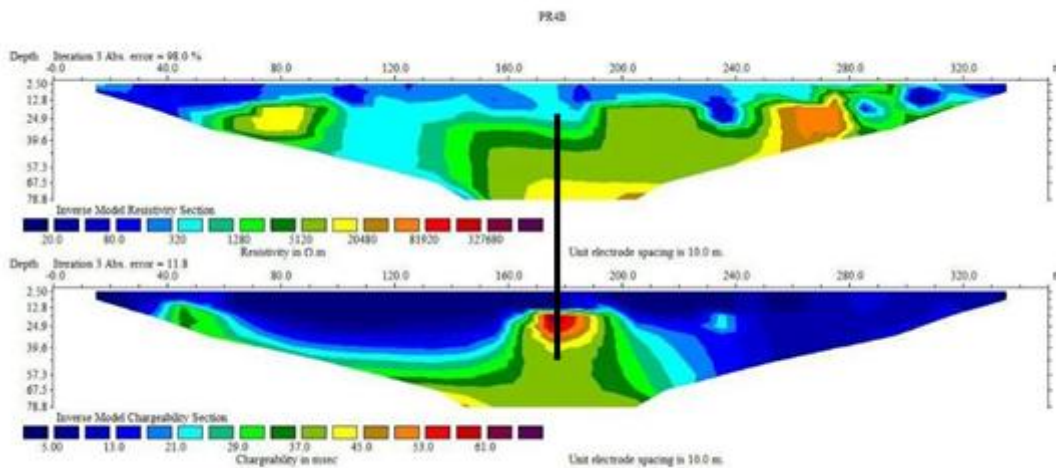 PR4B
Depth Iteration 3 Abs. error = 98.0 %
-0.0 40.0 80.0 120.0 160.0 200.0 240.0 280.0 320.0
2.50
12.8
24.9
39.6
57.3
67.5
78.8
Inverse Model Resistivity Section
20.0 80.0 320 1280 5120 20480 81920 327680
Resistivity in Ω.m
Unit electrode spacing is 10.0 m.
Depth Iteration 3 Abs. error = 11.8
-0.0 40.0 80.0 120.0 160.0 200.0 240.0 280.0 320.0
2.50
12.8
24.9
39.6
57.3
67.5
78.8
Inverse Model Chargeability Section
5.00 13.0 21.0 29.0 37.0 45.0 53.0 61.0
Chargeability in msec
Unit electrode spacing is 10.0 m.